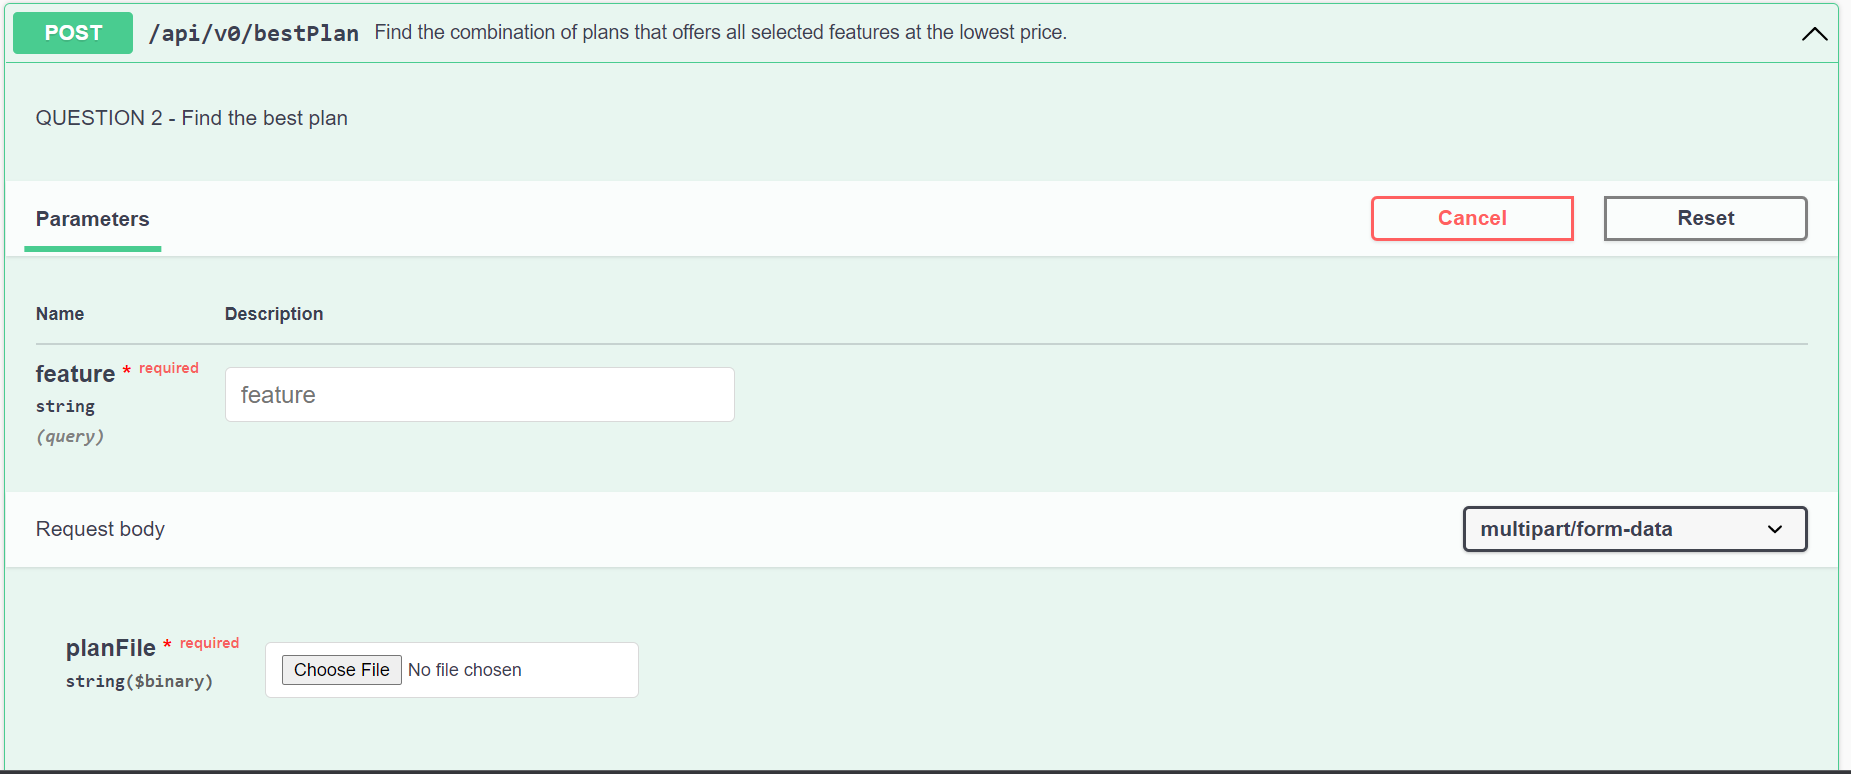 POST /api/v0/bestPlan Find the combination of plans that offers all selected features at the lowest price.
QUESTION 2 - Find the best plan
Parameters Cancel Reset
Name Description
feature * required feature
string
(query)
Request body multipart/form-data
planFile * required
string($binary) Choose File No file chosen